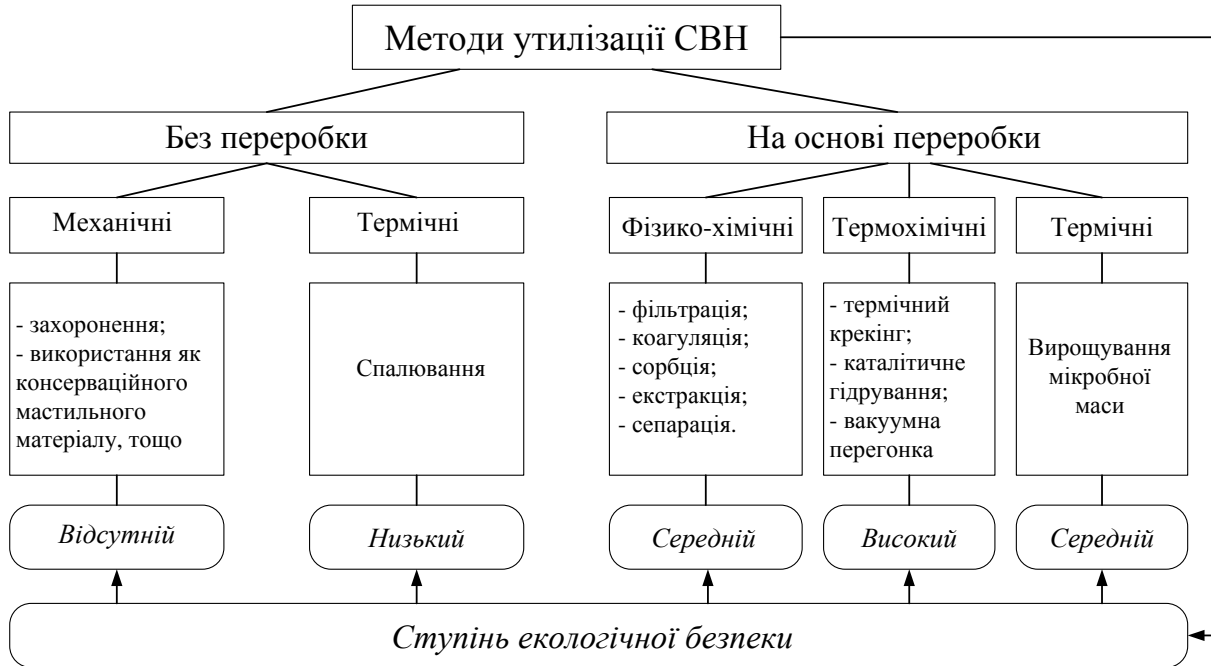 Методи утилізації СВН
Без переробки
На основі переробки
Механічні
Термічні
Фізико-хімічні
Термохімічні
Термічні
- захоронення;
- використання як
консерваційного
мастильного
матеріалу, тощо
Спалювання
- фільтрація;
- коагуляція;
- сорбція;
- екстракція;
- сепарація.
- термічний
крекінг;
- каталітичне
гідрування;
- вакуумна
перегонка
Вирощування
мікробної
маси
Відсутній
Низький
Середній
Високий
Середній
Ступінь екологічної безпеки